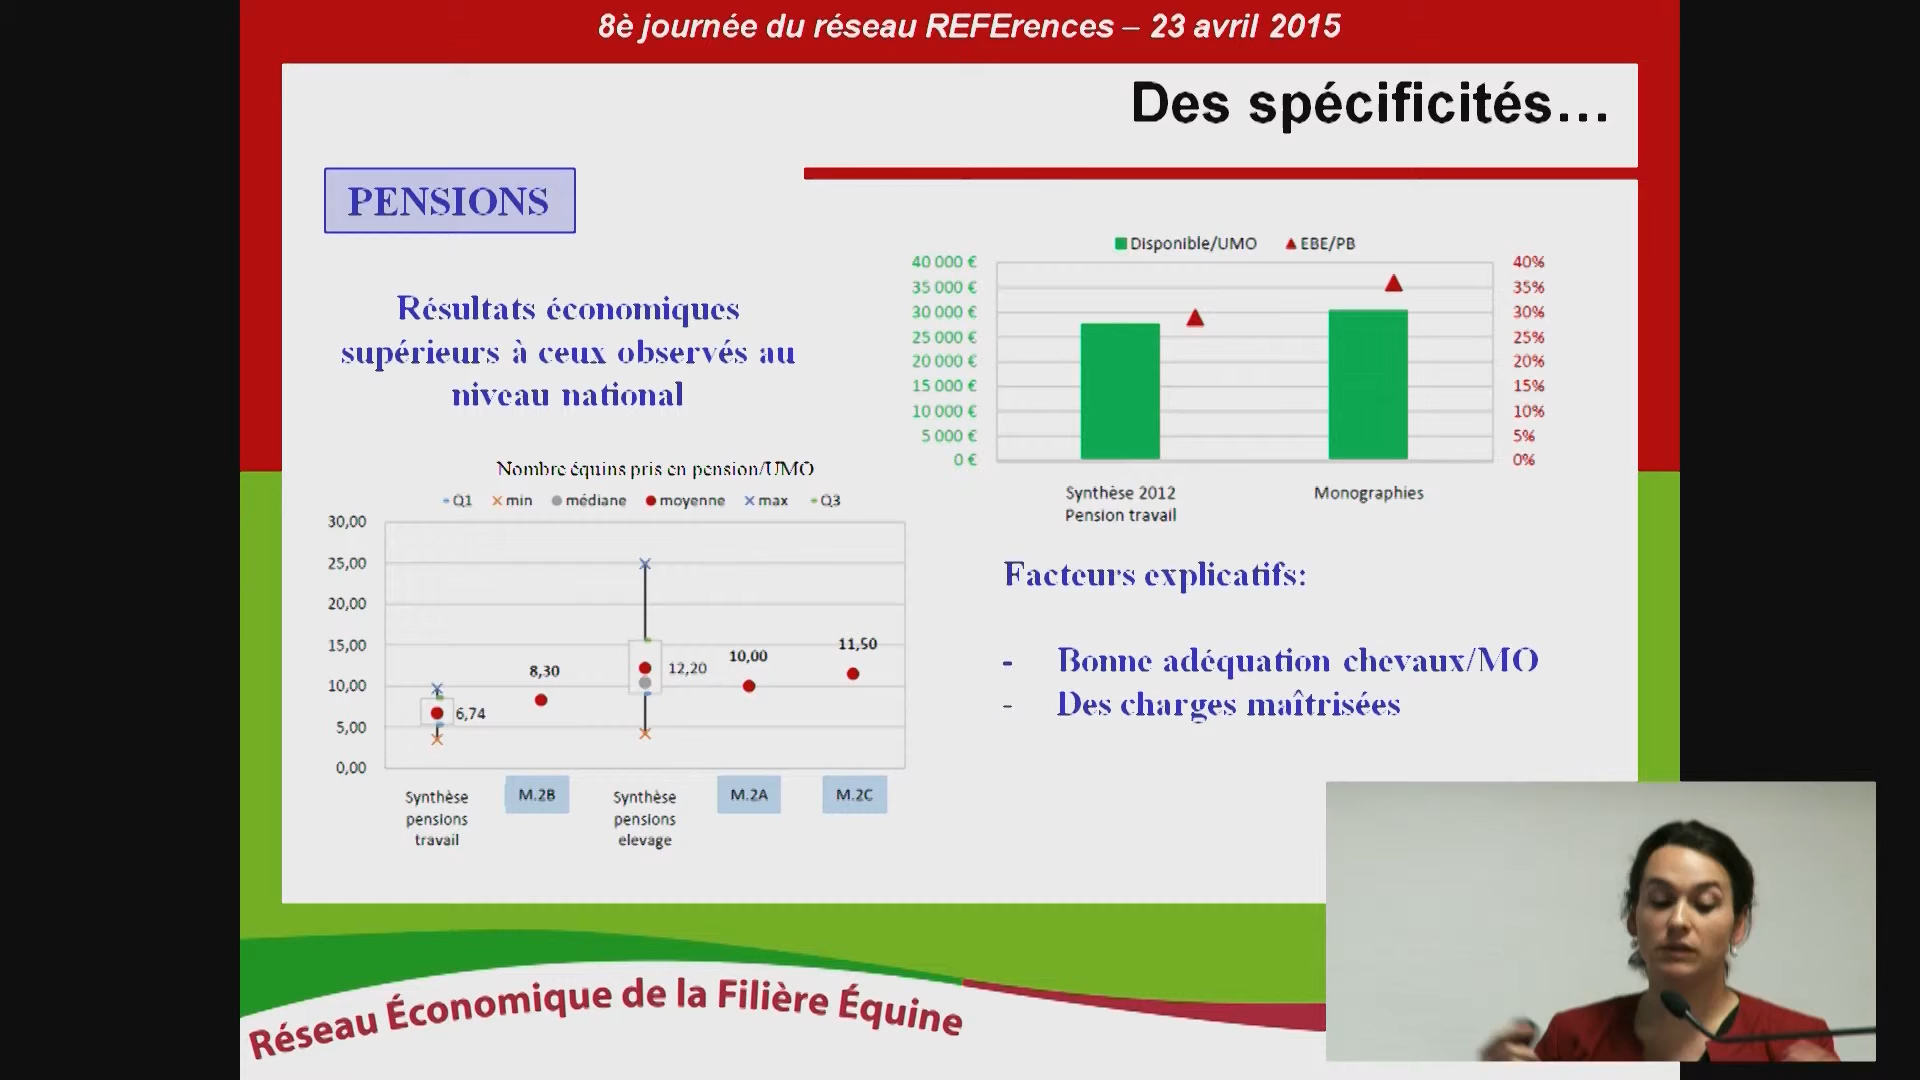 8è journée du réseau REFErences – 23 avril 2015
Des spécificités…
PENSIONS
Résultats économiques
supérieurs à ceux observés au
niveau national
Disponible/UMO EBE/PB
40 000 € 40%
35 000 € 35%
30 000 € 30%
25 000 € 25%
20 000 € 20%
15 000 € 15%
10 000 € 10%
5 000 € 5%
0 € 0%
Synthèse 2012
Pension travail
Monographies
Nombre équins pris en pension/UMO
Q1 min médiane moyenne max Q3
30,00
25,00
20,00
15,00
10,00
5,00
0,00
6,74
8,30
12,20
10,00
11,50
Synthèse
pensions
travail
M.2B
Synthèse
pensions
elevage
M.2A
M.2C
Facteurs explicatifs:
- Bonne adéquation chevaux/MO
- Des charges maîtrisées
Réseau Économique de la Filière Équine